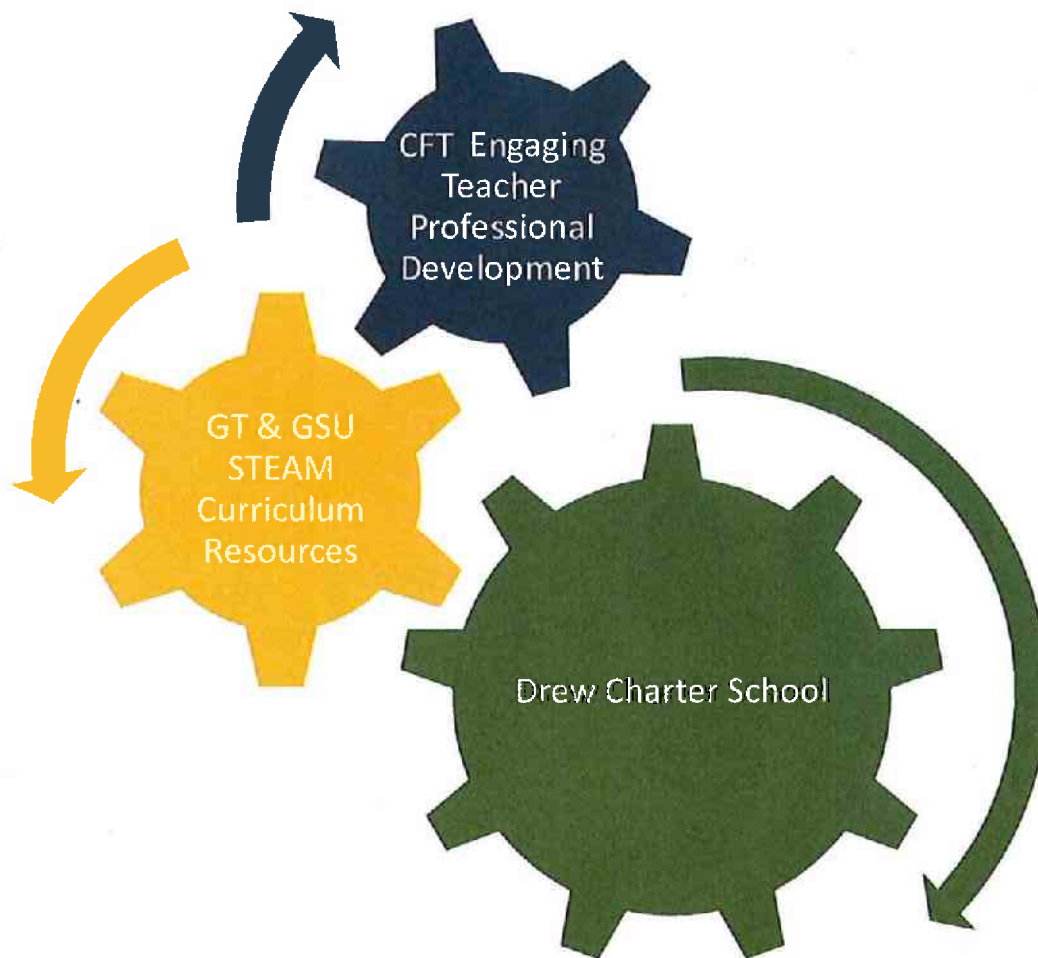 CFT Engaging
Teacher
Professional
Development
GT & GSU
STEAM
Curriculum
Resources
Drew Charter School